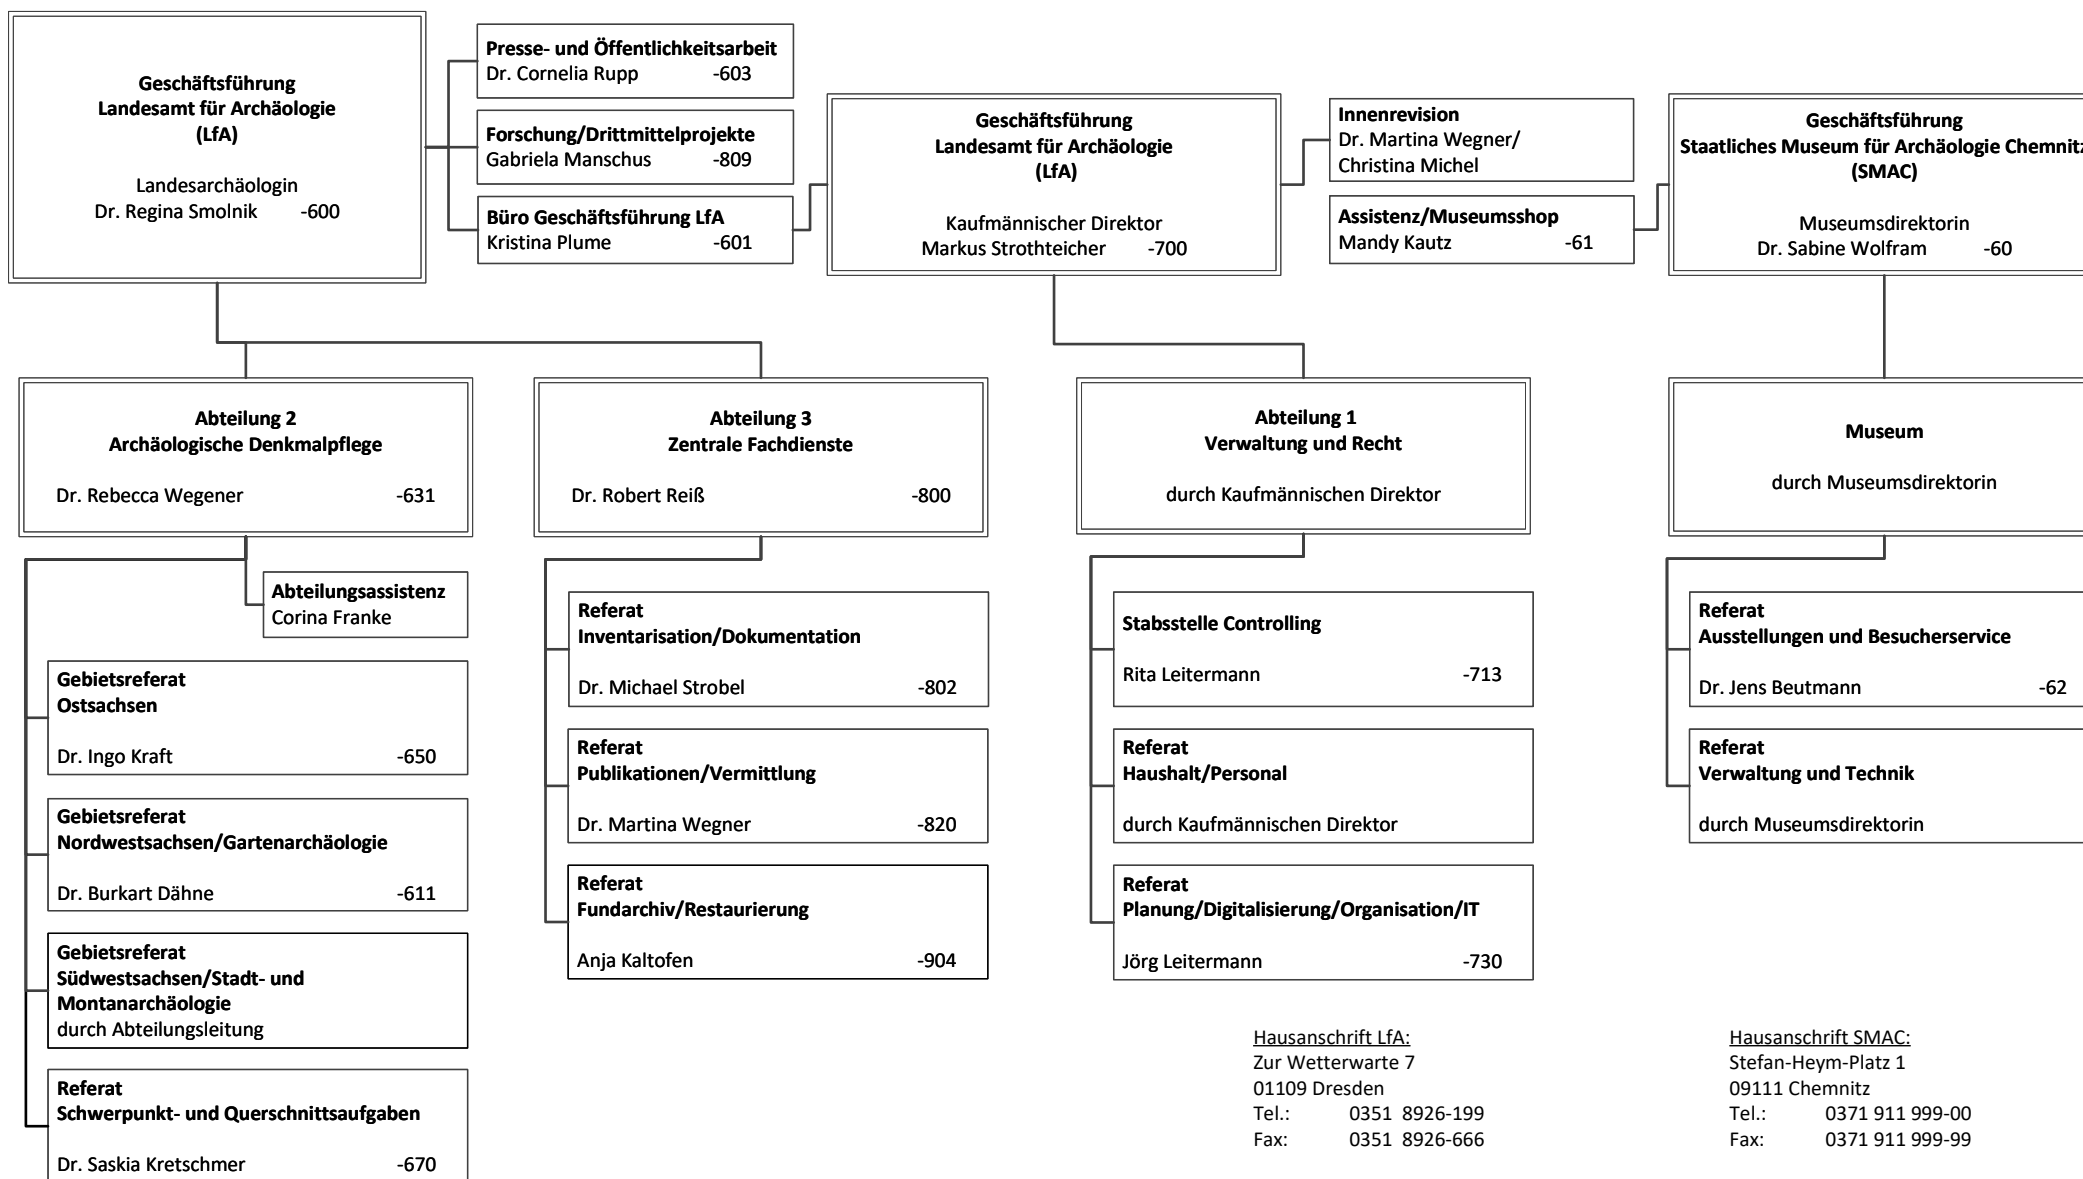 Geschäftsführung
Landesamt für Archäologie
(LfA)
Landesarchäologin
Dr. Regina Smolnik -600
Presse- und Öffentlichkeitsarbeit
Dr. Cornelia Rupp -603
Forschung/Drittmittelprojekte
Gabriela Manschus -809
Büro Geschäftsführung LfA
Kristina Plume -601
Geschäftsführung
Landesamt für Archäologie
(LfA)
Kaufmännischer Direktor
Markus Strothteicher -700
Innenrevision
Dr. Martina Wegner/
Christina Michel
Assistenz/Museumsshop
Mandy Kautz -61
Geschäftsführung
Staatliches Museum für Archäologie Chemnitz
(SMAC)
Museumsdirektorin
Dr. Sabine Wolfram -60
Abteilung 2
Archäologische Denkmalpflege
Dr. Rebecca Wegener -631
Abteilung 3
Zentrale Fachdienste
Dr. Robert Reiß -800
Abteilung 1
Verwaltung und Recht
durch Kaufmännischen Direktor
Museum
durch Museumsdirektorin
Abteilungsassistenz
Corina Franke
Gebietsreferat
Ostsachsen
Dr. Ingo Kraft -650
Gebietsreferat
Nordwestsachsen/Gartenarchäologie
Dr. Burkart Dähne -611
Gebietsreferat
Südwestsachsen/Stadt- und
Montanarchäologie
durch Abteilungsleitung
Referat
Schwerpunkt- und Querschnittsaufgaben
Dr. Saskia Kretschmer -670
Referat
Inventarisation/Dokumentation
Dr. Michael Strobel -802
Referat
Publikationen/Vermittlung
Dr. Martina Wegner -820
Referat
Fundarchiv/Restaurierung
Anja Kaltofen -904
Stabsstelle Controlling
Rita Leitermann -713
Referat
Haushalt/Personal
durch Kaufmännischen Direktor
Referat
Planung/Digitalisierung/Organisation/IT
Jörg Leitermann -730
Referat
Ausstellungen und Besucherservice
Dr. Jens Beutmann -62
Referat
Verwaltung und Technik
durch Museumsdirektorin
Hausanschrift LfA:
Zur Wetterwarte 7
01109 Dresden
Tel.: 0351 8926-199
Fax: 0351 8926-666
Hausanschrift SMAC:
Stefan-Heym-Platz 1
09111 Chemnitz
Tel.: 0371 911 999-00
Fax: 0371 911 999-99